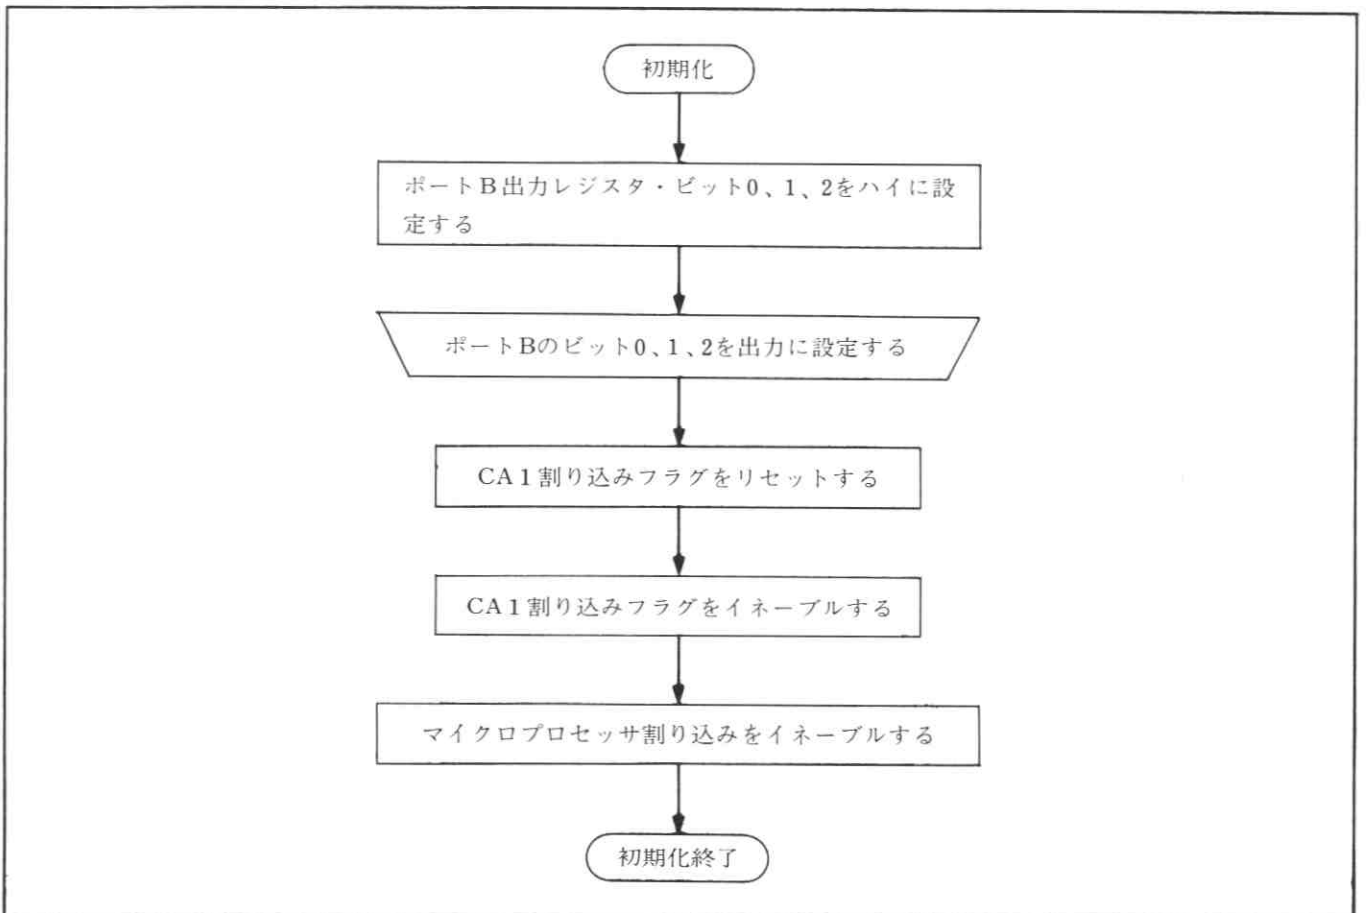 初期化
ポートB出力レジスタ・ビット0、1、2をハイに設
定する
ポートBのビット0、1、2を出力に設定する
CA1割り込みフラグをリセットする
CA1割り込みフラグをイネーブルする
マイクロプロセッサ割り込みをイネーブルする
初期化終了